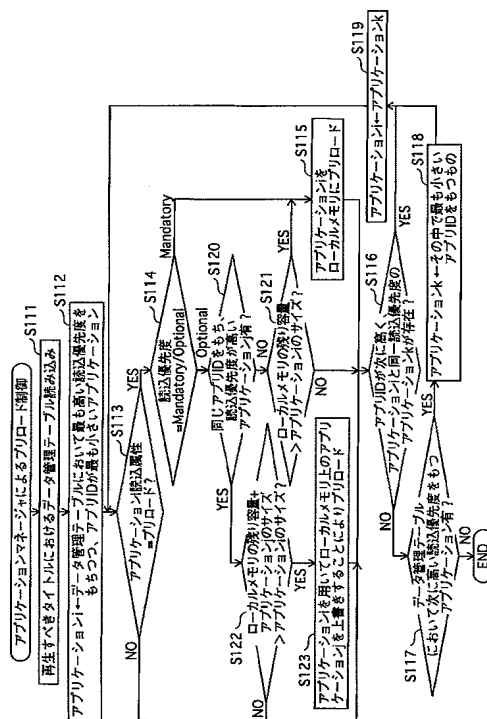 アプリケーションマネージャによるプリロード制御
S111
再生すべきタイトルにおけるデータ管理テーブル読み込み
S112
アプリケーションi←データ管理テーブルにおいて最も高い読込優先度を
もちつつ、アプリIDが最も小さいアプリケーション
S113
アプリケーションi読込属性
=プリロード?
NO
YES
S114
読込優先度
=Mandatory/Optional
Mandatory
Optional
S115
アプリケーションiを
ローカルメモリにプリロード
S120
同じアプリIDをもち、
読込優先度が高い
アプリケーション有?
YES
NO
S121
ローカルメモリの残り容量
>アプリケーションiのサイズ?
YES
NO
S122
ローカルメモリの残り容量+
アプリケーションjのサイズ
>アプリケーションiのサイズ?
NO
YES
S123
アプリケーションiを用いてローカルメモリ上のアプリ
ケーションjを上書きすることによりプリロード
S116
アプリIDが次に高く
アプリケーションiと同一読込優先度の
アプリケーションkが存在?
YES
NO
S117
データ管理テーブル
において次に高い読込優先度をもつ
アプリケーション有?
YES
NO
S118
アプリケーションk←その中で最も小さい
アプリIDをもつもの
S119
アプリケーションi←アプリケーションk
END